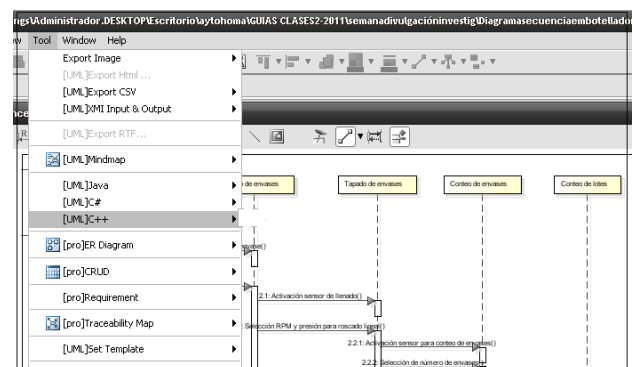 ngs\Administrador.DESKTOP\Escritorio\aytohoma\GUIAS CLASES2-2011\semanadivulgacióninvestig\Diagramasecuenciaembotellador
ew Tool Window Help
Export Image
[UML]Export Html ...
[UML]Export CSV
[UML]XMI Input & Output
[UML]Export RTF...
[UML]Mindmap
[UML]Java
[UML]C#
[UML]C++
[pro]ER Diagram
[pro]CRUD
[pro]Requirement
[pro]Traceability Map
[UML]Set Template
de envases
Tapado de envases
Conteo de envases
Conteo de lotes
2.1: Activación sensor de llenado()
Selección RPM y presión para roscado
2.2.1: Activación sensor para conteo de envases()
2.2.2: Selección de número de envases